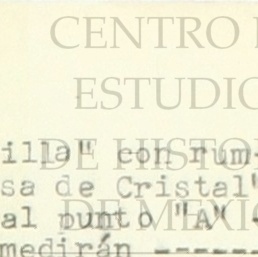 CENTRO
ESTUDIO
DE HISTO
DE MEXIC
illa" con rum-
sa de Cristal"
al punto "A" -
medirán ------